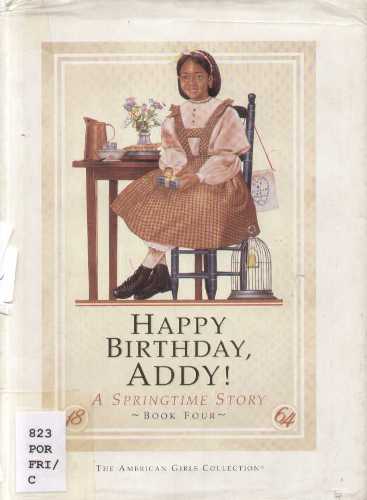 HAPPY
BIRTHDAY,
ADDY!
A SPRINGTIME STORY
~ BOOK FOUR ~
18
64
823
POR
FRI/
C
THE AMERICAN GIRLS COLLECTION®